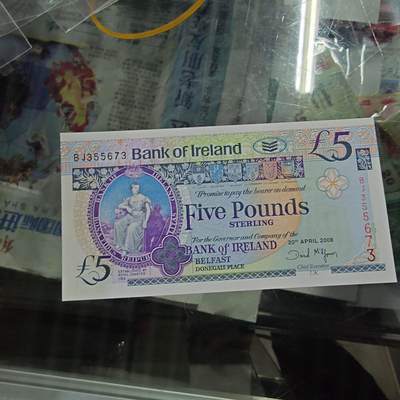 BJ355673 Bank of Ireland £5
I Promise to pay the bearer on demand
Five Pounds
STERLING
For the Governor and Company of the
BANK OF IRELAND
BELFAST
DONEGALL PLACE
20TH APRIL 2008
Chief Executive
£5
BJ355673